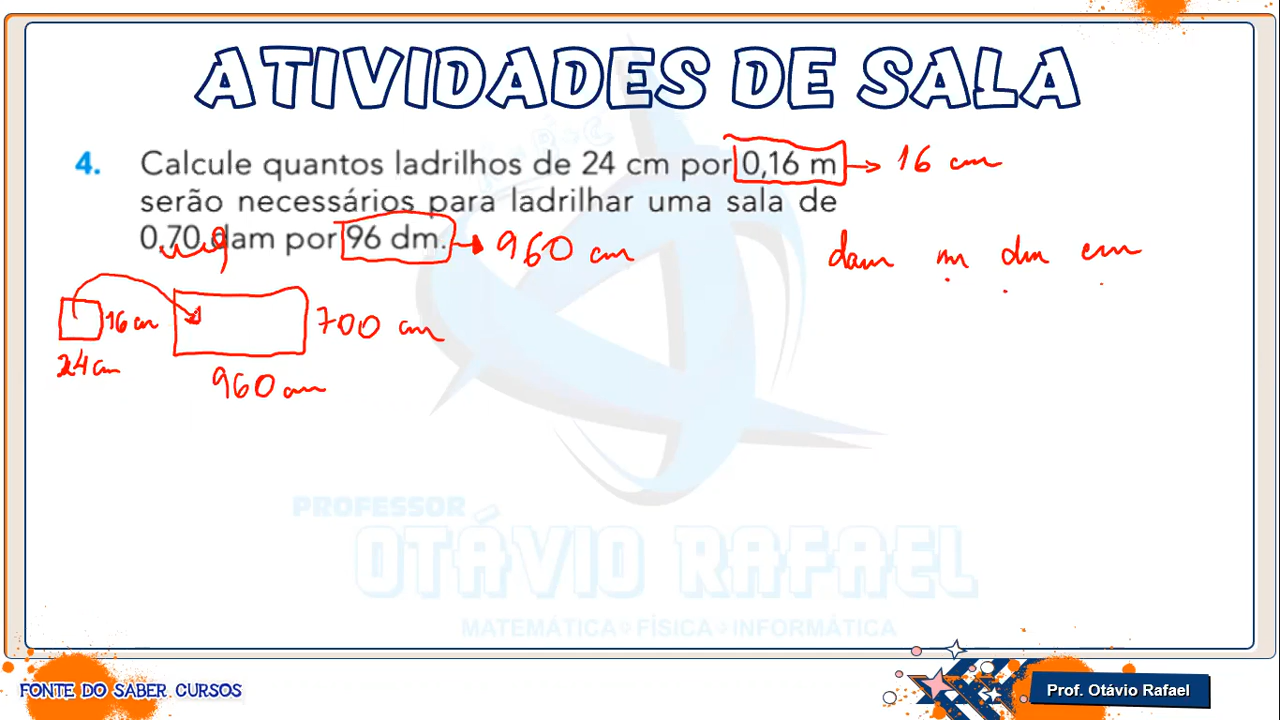 ATIVIDADES DE SALA
4. Calcule quantos ladrilhos de 24 cm por 0,16 m → 16 cm
serão necessários para ladrilhar uma sala de
0,70 dam por 96 dm. → 960 cm
dam m dm cm
16 cm 700 cm
24 cm
960 cm
PROFESSOR
OTÁVIO RAFAEL
MATEMÁTICA FÍSICA INFORMÁTICA
FONTE DO SABER CURSOS
Prof. Otávio Rafael